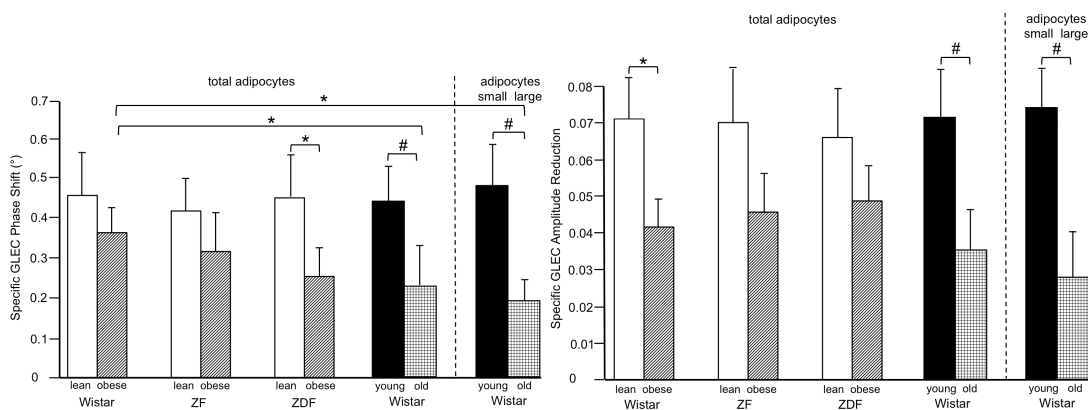 total adipocytes
adipocytes
small large
Specific GLEC Phase Shift (°)
0.7
0.6
0.5
0.4
0.3
0.2
0.1
0
*
*
*
#
#
lean obese
lean obese
lean obese
young old
young old
Wistar
ZF
ZDF
Wistar
Wistar
total adipocytes
adipocytes
small large
Specific GLEC Amplitude Reduction
0.08
0.07
0.06
0.05
0.04
0.03
0.02
0.01
0
*
#
#
lean obese
lean obese
lean obese
young old
young old
Wistar
ZF
ZDF
Wistar
Wistar